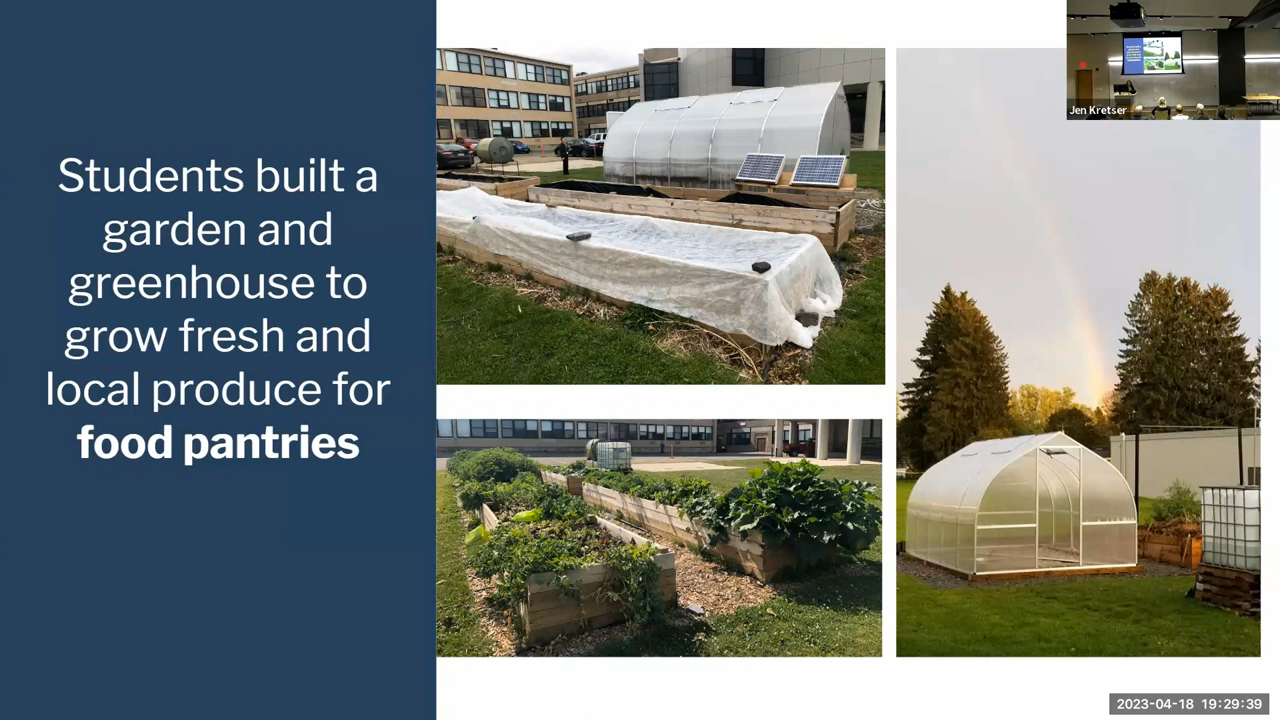 Students built a
garden and
greenhouse to
grow fresh and
local produce for
food pantries
Jen Kretser
2023-04-18 19:29:39